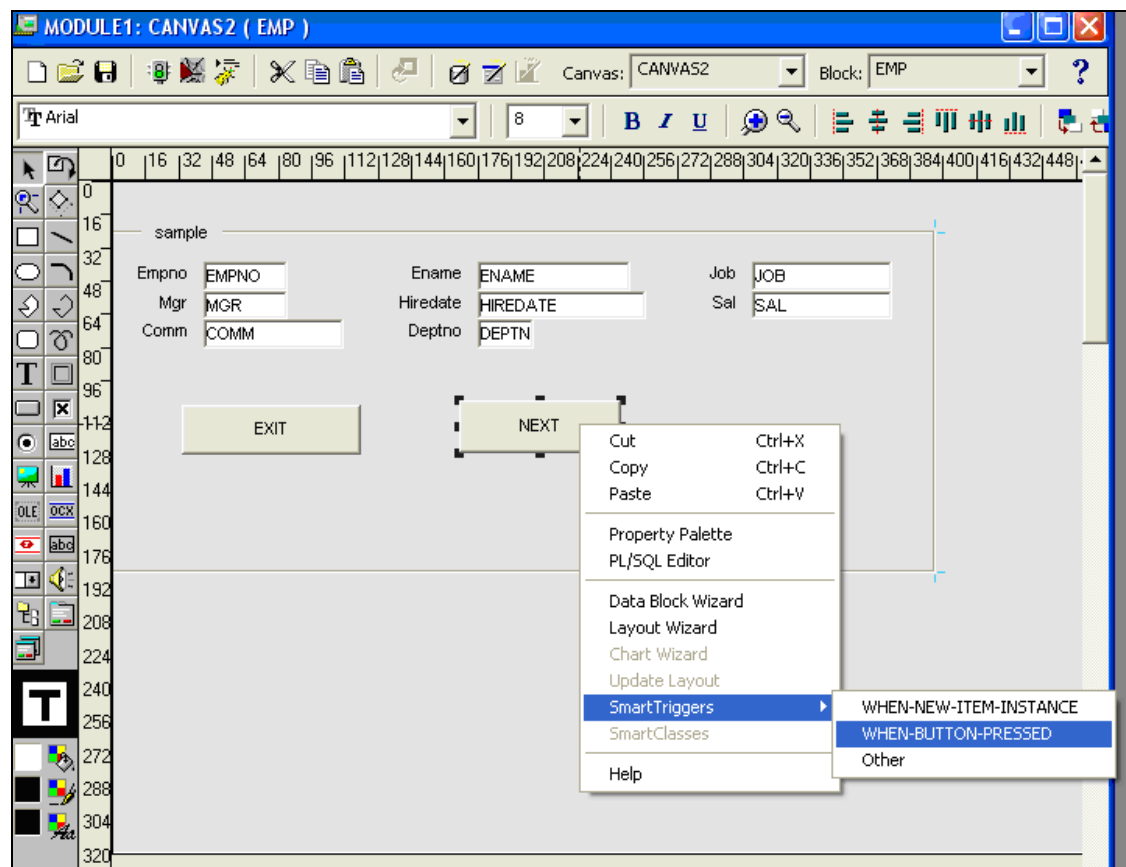 MODULE1: CANVAS2 ( EMP )
Canvas: CANVAS2 Block: EMP ?
Arial 8 B I U
0 16 32 48 64 80 96 112 128 144 160 176 192 208 224 240 256 272 288 304 320 336 352 368 384 400 416 432 448
0
16
sample
32
Empno EMPNO Ename ENAME Job JOB
48
Mgr MGR Hiredate HIREDATE Sal SAL
64
Comm COMM Deptno DEPTN
80
T
96
112
EXIT NEXT
abc
128
Cut Ctrl+X
Copy Ctrl+C
144
Paste Ctrl+V
OLE OCX
160
Property Palette
abc
176
PL/SQL Editor
192
Data Block Wizard
208
Layout Wizard
224
Chart Wizard
Update Layout
240
T
SmartTriggers WHEN-NEW-ITEM-INSTANCE
256
SmartClasses WHEN-BUTTON-PRESSED
272
Other
Help
288
304
Aa
320